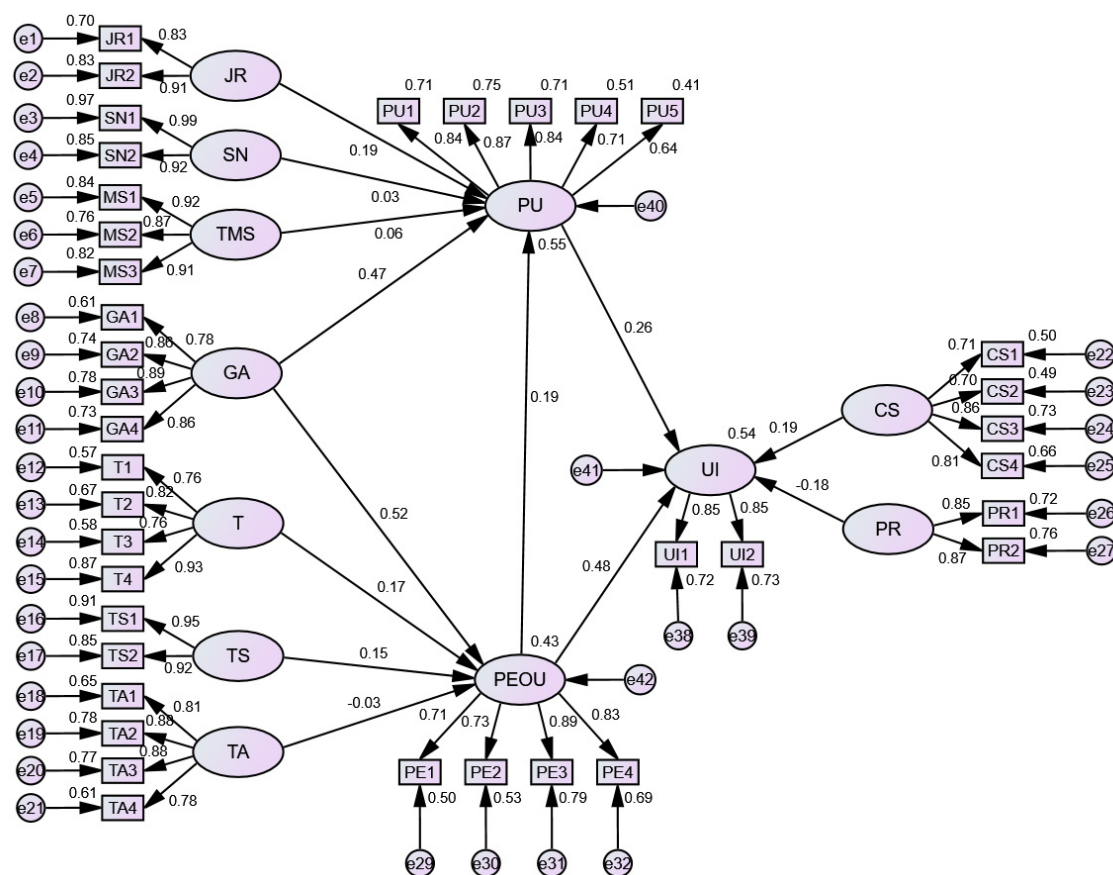 e1 0.70 JR1 0.83
e2 0.83 JR2 0.91 JR
e3 0.97 SN1 0.99
e4 0.85 SN2 0.92 SN
e5 0.84 MS1 0.92
e6 0.76 MS2 0.87 TMS
e7 0.82 MS3 0.91
e8 0.61 GA1 0.78
e9 0.74 GA2 0.86 GA
e10 0.78 GA3 0.89
e11 0.73 GA4 0.86
e12 0.57 T1 0.76
e13 0.67 T2 0.82 T
e14 0.58 T3 0.76
e15 0.87 T4 0.93
e16 0.91 TS1 0.95
e17 0.85 TS2 0.92 TS
e18 0.65 TA1 0.81
e19 0.78 TA2 0.88 TA
e20 0.77 TA3 0.88
e21 0.61 TA4 0.78
0.71 0.75 0.71 0.51 0.41
PU1 PU2 PU3 PU4 PU5
0.84 0.87 0.84 0.71 0.64
0.19
0.03
0.06
0.47
PU e40
0.55
0.26
0.19
0.52
0.17
0.15
-0.03
0.48
0.43
PEOU e42
0.71 0.73 0.89 0.83
PE1 PE2 PE3 PE4
0.50 0.53 0.79 0.69
e29 e30 e31 e32
0.54 0.19
e41 UI
-0.18
0.85 0.85
UI1 UI2
0.72 0.73
e38 e39
CS
0.71 CS1 0.50 e22
0.70 CS2 0.49 e23
0.86 CS3 0.73 e24
0.81 CS4 0.66 e25
PR
0.85 PR1 0.72 e26
0.87 PR2 0.76 e27